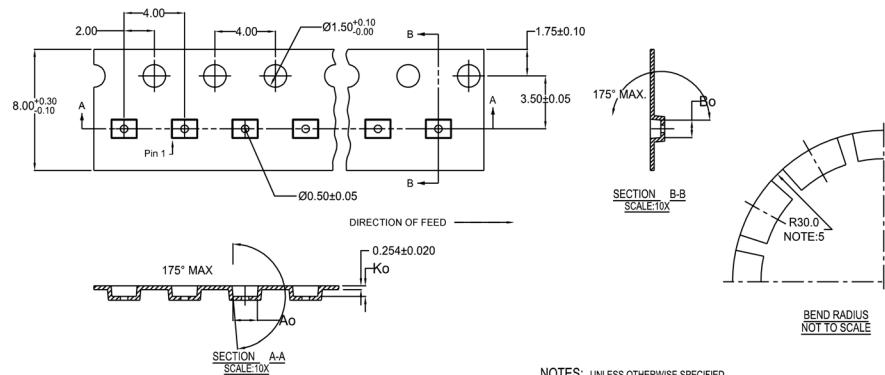 4.00
2.00
4.00
Ø1.50+0.10 -0.00
B
1.75±0.10
8.00+0.30 -0.10
A
A
3.50±0.05
Pin 1
B
Ø0.50±0.05
DIRECTION OF FEED
175° MAX.
Bo
SECTION B-B
SCALE:10X
R30.0
NOTE:5
BEND RADIUS
NOT TO SCALE
0.254±0.020
175° MAX
Ko
Ao
SECTION A-A
SCALE:10X
NOTES: UNLESS OTHERWISE SPECIFIED